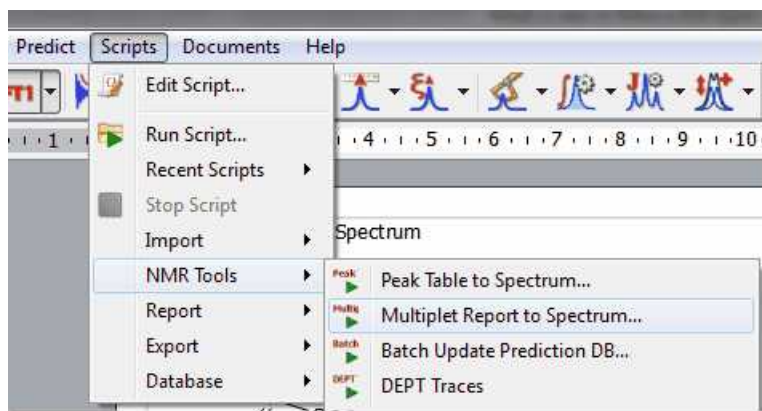 Predict Scripts Documents Help
Edit Script...
1 4 5 6 7 8 9 10
Run Script...
Recent Scripts
Stop Script
Spectrum
Import
NMR Tools
Peak Peak Table to Spectrum...
Report
Multip Multiplet Report to Spectrum...
Export
Batch Batch Update Prediction DB...
Database
DEPT DEPT Traces